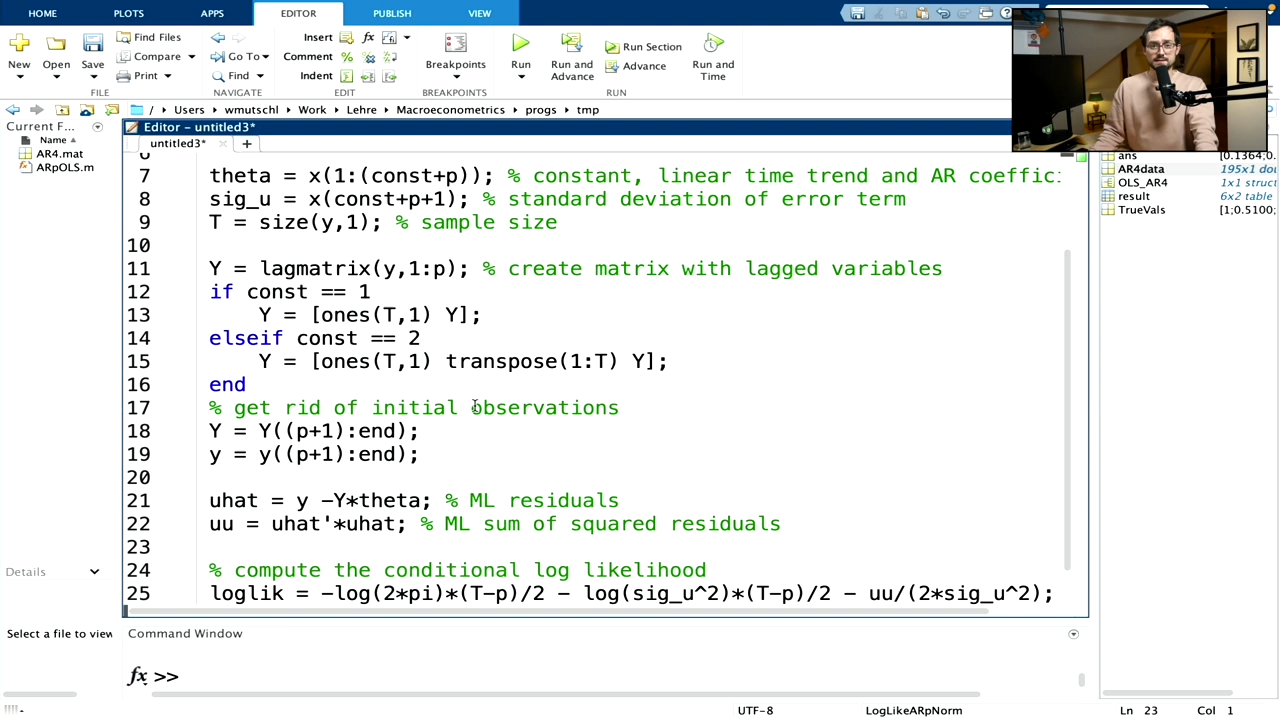 HOME PLOTS APPS EDITOR PUBLISH VIEW
New Open Save
Find Files
Compare
Print
FILE
Go To
Find
NAVIGATE
Insert fx
Comment %
Indent
EDIT
Breakpoints
BREAKPOINTS
Run
Run and Advance
Run Section
Advance
Run and Time
RUN
/ Users wmutschl Work Lehre Macroeconometrics progs tmp
Current F...
Name
AR4.mat
ARpOLS.m
Details
Select a file to view
Editor - untitled3*
untitled3* × +
6
7 theta = x(1:(const+p)); % constant, linear time trend and AR coeffici
8 sig_u = x(const+p+1); % standard deviation of error term
9 T = size(y,1); % sample size
10
11 Y = lagmatrix(y,1:p); % create matrix with lagged variables
12 if const == 1
13 Y = [ones(T,1) Y];
14 elseif const == 2
15 Y = [ones(T,1) transpose(1:T) Y];
16 end
17 % get rid of initial observations
18 Y = Y((p+1):end);
19 y = y((p+1):end);
20
21 uhat = y -Y*theta; % ML residuals
22 uu = uhat'*uhat; % ML sum of squared residuals
23
24 % compute the conditional log likelihood
25 loglik = -log(2*pi)*(T-p)/2 - log(sig_u^2)*(T-p)/2 - uu/(2*sig_u^2);
Command Window
fx >>
ans [0.1364;0.
AR4data 195x1 dou
OLS_AR4 1x1 struct
result 6x2 table
TrueVals [1;0.5100;
UTF-8 LogLikeARpNorm Ln 23 Col 1